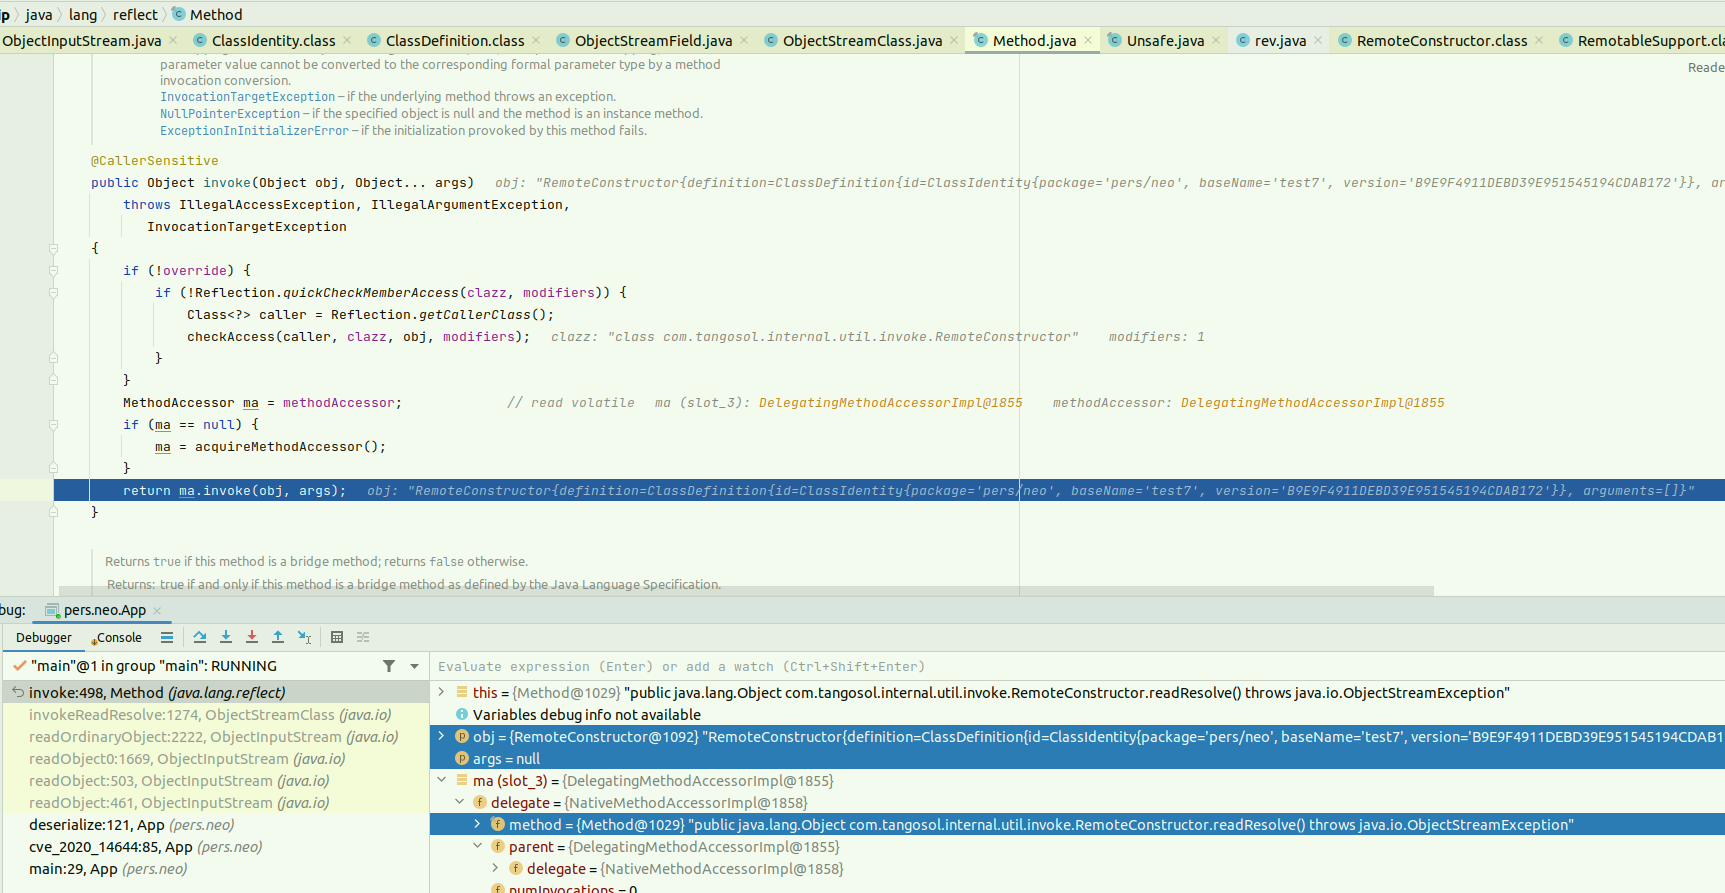 ip java lang reflect Method
ObjectInputStream.java ClassIdentity.class ClassDefinition.class ObjectStreamField.java ObjectStreamClass.java Method.java Unsafe.java rev.java RemoteConstructor.class RemotableSupport.cla
parameter value cannot be converted to the corresponding formal parameter type by a method Reade
invocation conversion.
InvocationTargetException – if the underlying method throws an exception.
NullPointerException – if the specified object is null and the method is an instance method.
ExceptionInInitializerError – if the initialization provoked by this method fails.
@CallerSensitive
public Object invoke(Object obj, Object... args) obj: "RemoteConstructor{definition=ClassDefinition{id=ClassIdentity{package='pers/neo', baseName='test7', version='B9E9F4911DEBD39E951545194CDAB172'}}, ar
throws IllegalAccessException, IllegalArgumentException,
InvocationTargetException
{
if (!override) {
if (!Reflection.quickCheckMemberAccess(clazz, modifiers)) {
Class<?> caller = Reflection.getCallerClass();
checkAccess(caller, clazz, obj, modifiers); clazz: "class com.tangosol.internal.util.invoke.RemoteConstructor" modifiers: 1
}
}
MethodAccessor ma = methodAccessor; // read volatile ma (slot_3): DelegatingMethodAccessorImpl@1855 methodAccessor: DelegatingMethodAccessorImpl@1855
if (ma == null) {
ma = acquireMethodAccessor();
}
return ma.invoke(obj, args); obj: "RemoteConstructor{definition=ClassDefinition{id=ClassIdentity{package='pers/neo', baseName='test7', version='B9E9F4911DEBD39E951545194CDAB172'}}, arguments=[]}"
}
Returns true if this method is a bridge method; returns false otherwise.
Returns: true if and only if this method is a bridge method as defined by the Java Language Specification.
bug: pers.neo.App
Debugger Console
"main"@1 in group "main": RUNNING
Evaluate expression (Enter) or add a watch (Ctrl+Shift+Enter)
invoke:498, Method (java.lang.reflect)
invokeReadResolve:1274, ObjectStreamClass (java.io)
readOrdinaryObject:2222, ObjectInputStream (java.io)
readObject0:1669, ObjectInputStream (java.io)
readObject:503, ObjectInputStream (java.io)
readObject:461, ObjectInputStream (java.io)
deserialize:121, App (pers.neo)
cve_2020_14644:85, App (pers.neo)
main:29, App (pers.neo)
this = {Method@1029} "public java.lang.Object com.tangosol.internal.util.invoke.RemoteConstructor.readResolve() throws java.io.ObjectStreamException"
Variables debug info not available
obj = {RemoteConstructor@1092} "RemoteConstructor{definition=ClassDefinition{id=ClassIdentity{package='pers/neo', baseName='test7', version='B9E9F4911DEBD39E951545194CDAB1
args = null
ma (slot_3) = {DelegatingMethodAccessorImpl@1855}
delegate = {NativeMethodAccessorImpl@1858}
method = {Method@1029} "public java.lang.Object com.tangosol.internal.util.invoke.RemoteConstructor.readResolve() throws java.io.ObjectStreamException"
parent = {DelegatingMethodAccessorImpl@1855}
delegate = {NativeMethodAccessorImpl@1858}
numInvocations = 0